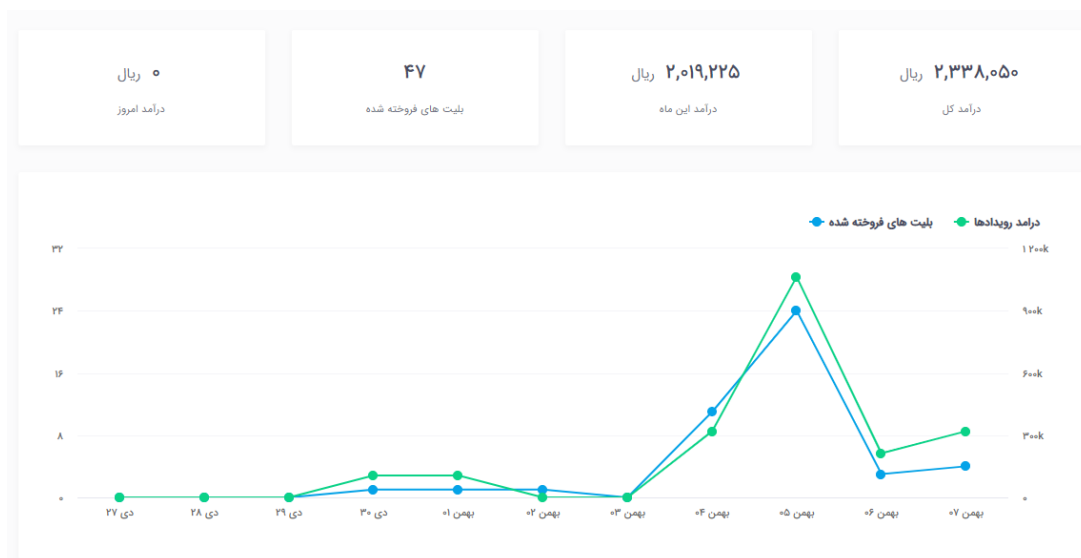 ۲,۳۳۸,۰۵۰ ریال
درآمد کل
۲,۰۱۹,۲۲۵ ریال
درآمد این ماه
۴۷
بلیت های فروخته شده
۰ ریال
درآمد امروز
درامد رویدادها
بلیت های فروخته شده
۱۲۰۰k
۹۰۰k
۶۰۰k
۳۰۰k
۰
۳۲
۲۴
۱۶
۸
۰
دی ۲۷
دی ۲۸
دی ۲۹
دی ۳۰
بهمن ۰۱
بهمن ۰۲
بهمن ۰۳
بهمن ۰۴
بهمن ۰۵
بهمن ۰۶
بهمن ۰۷